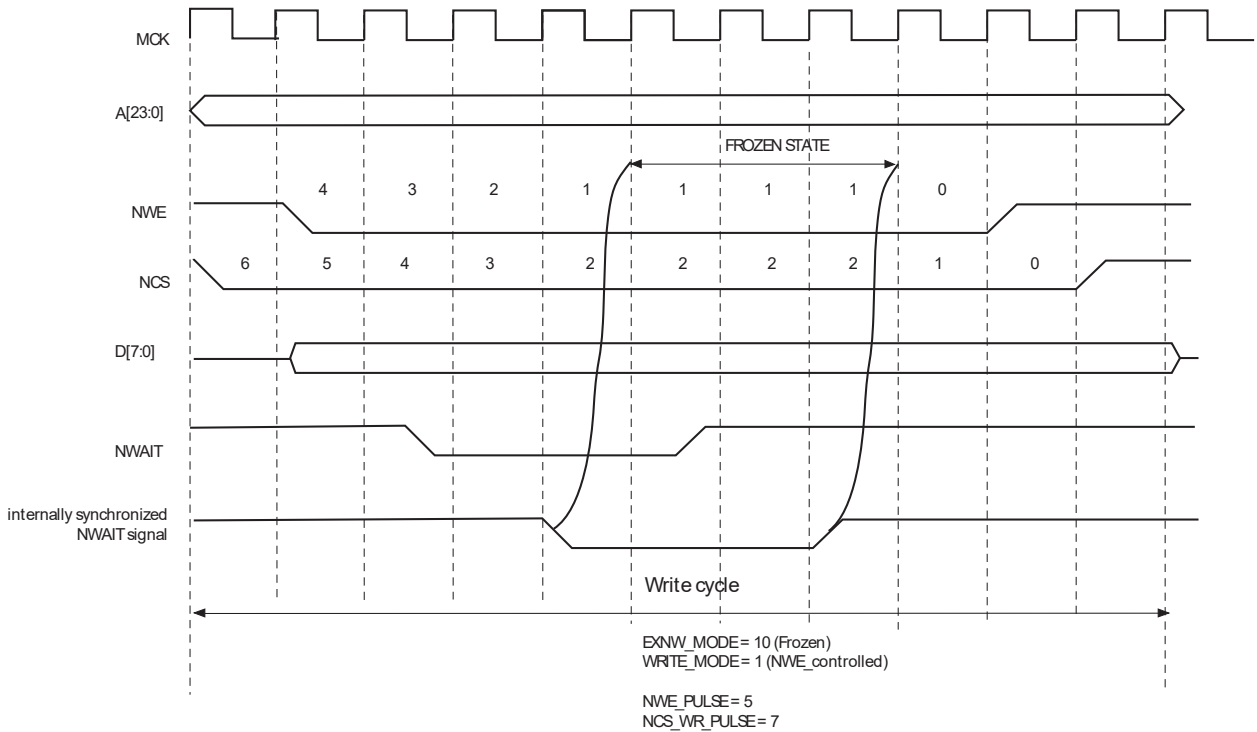 MCK
A[23:0]
FROZEN STATE
4 3 2 1 1 1 1 0
NWE
6 5 4 3 2 2 2 2 1 0
NCS
D[7:0]
NWAIT
internally synchronized
NWAIT signal
Write cycle
EXNW_MODE = 10 (Frozen)
WRITE_MODE = 1 (NWE_controlled)
NWE_PULSE = 5
NCS_WR_PULSE = 7